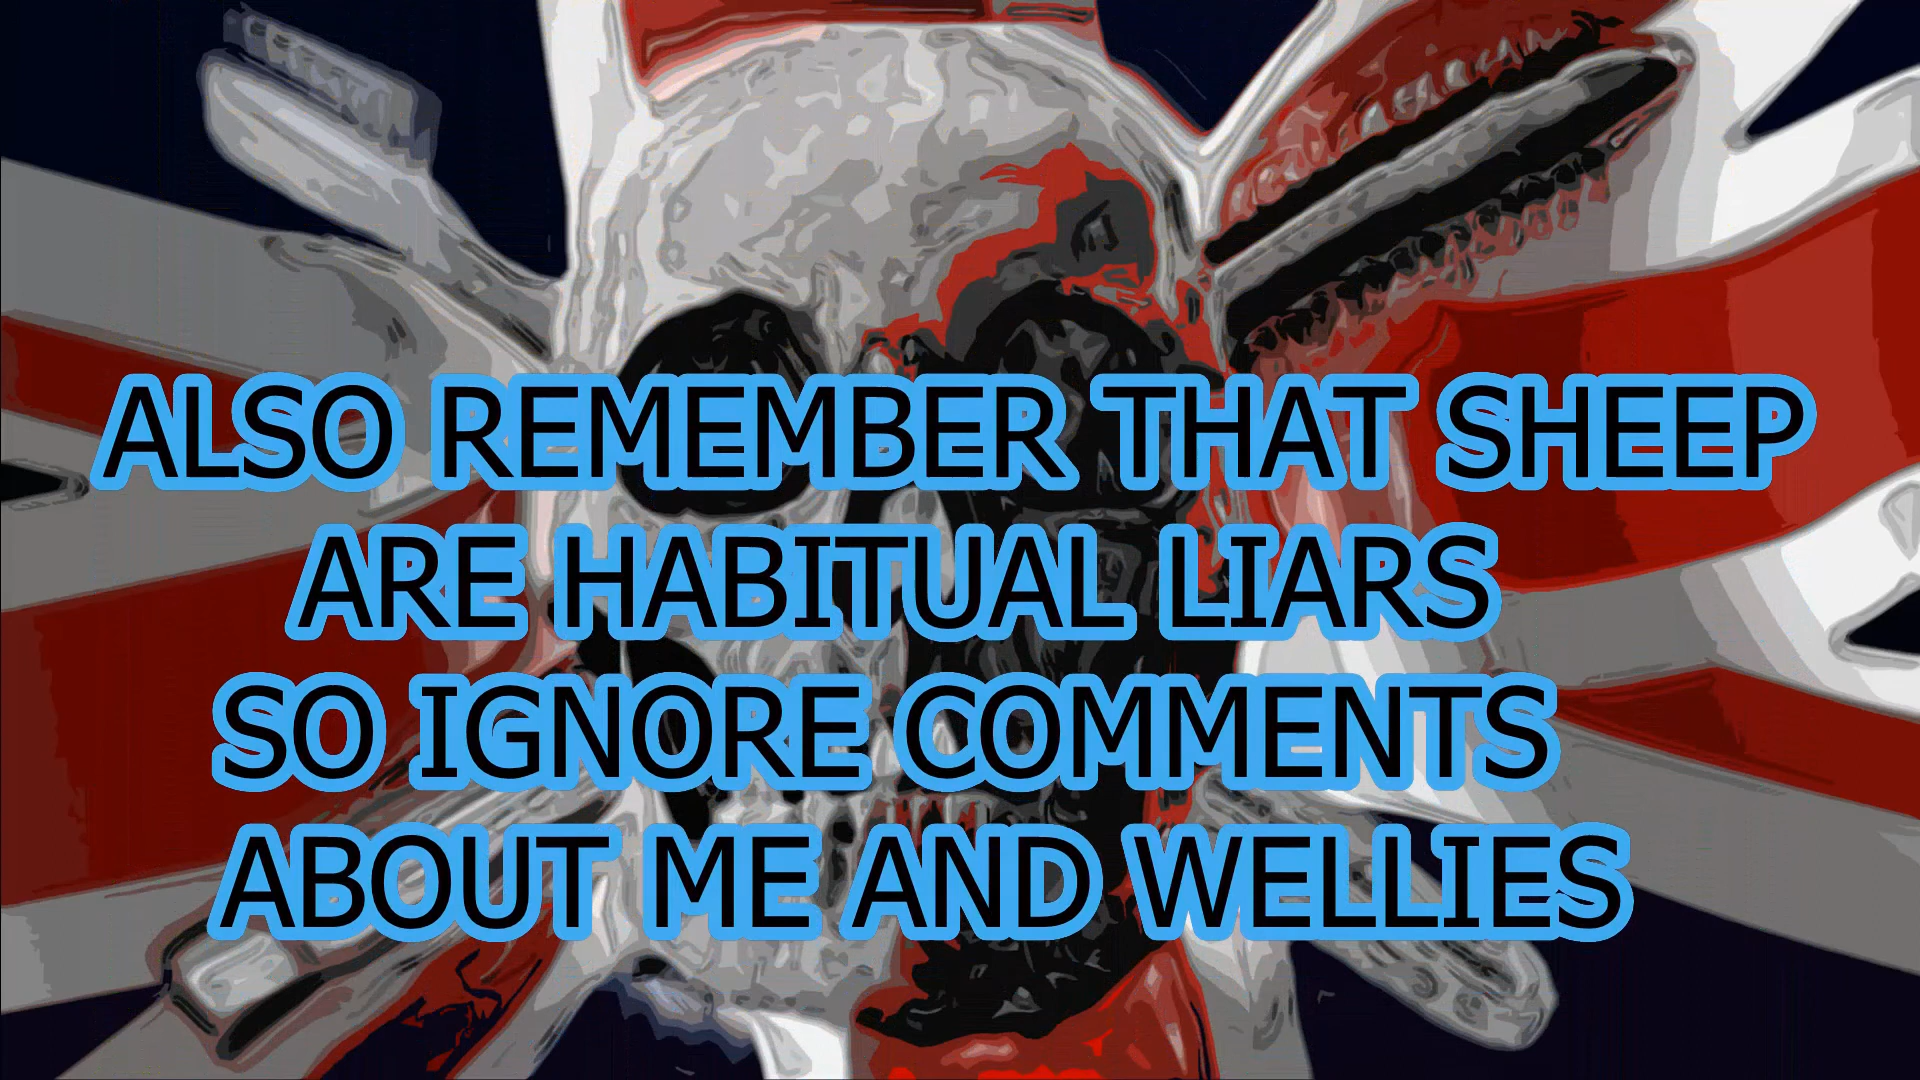 ALSO REMEMBER THAT SHEEP
ARE HABITUAL LIARS
SO IGNORE COMMENTS
ABOUT ME AND WELLIES